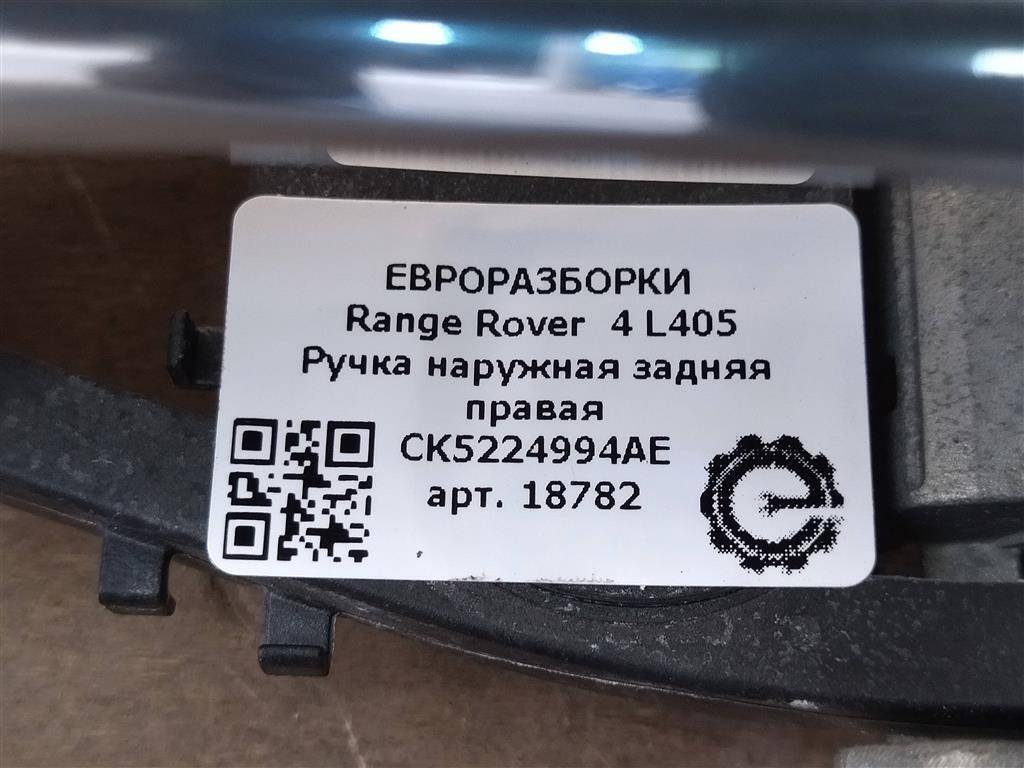 ЕВРОРАЗБОРКИ
Range Rover 4 L405
Ручка наружная задняя
правая
CK5224994AE
арт. 18782